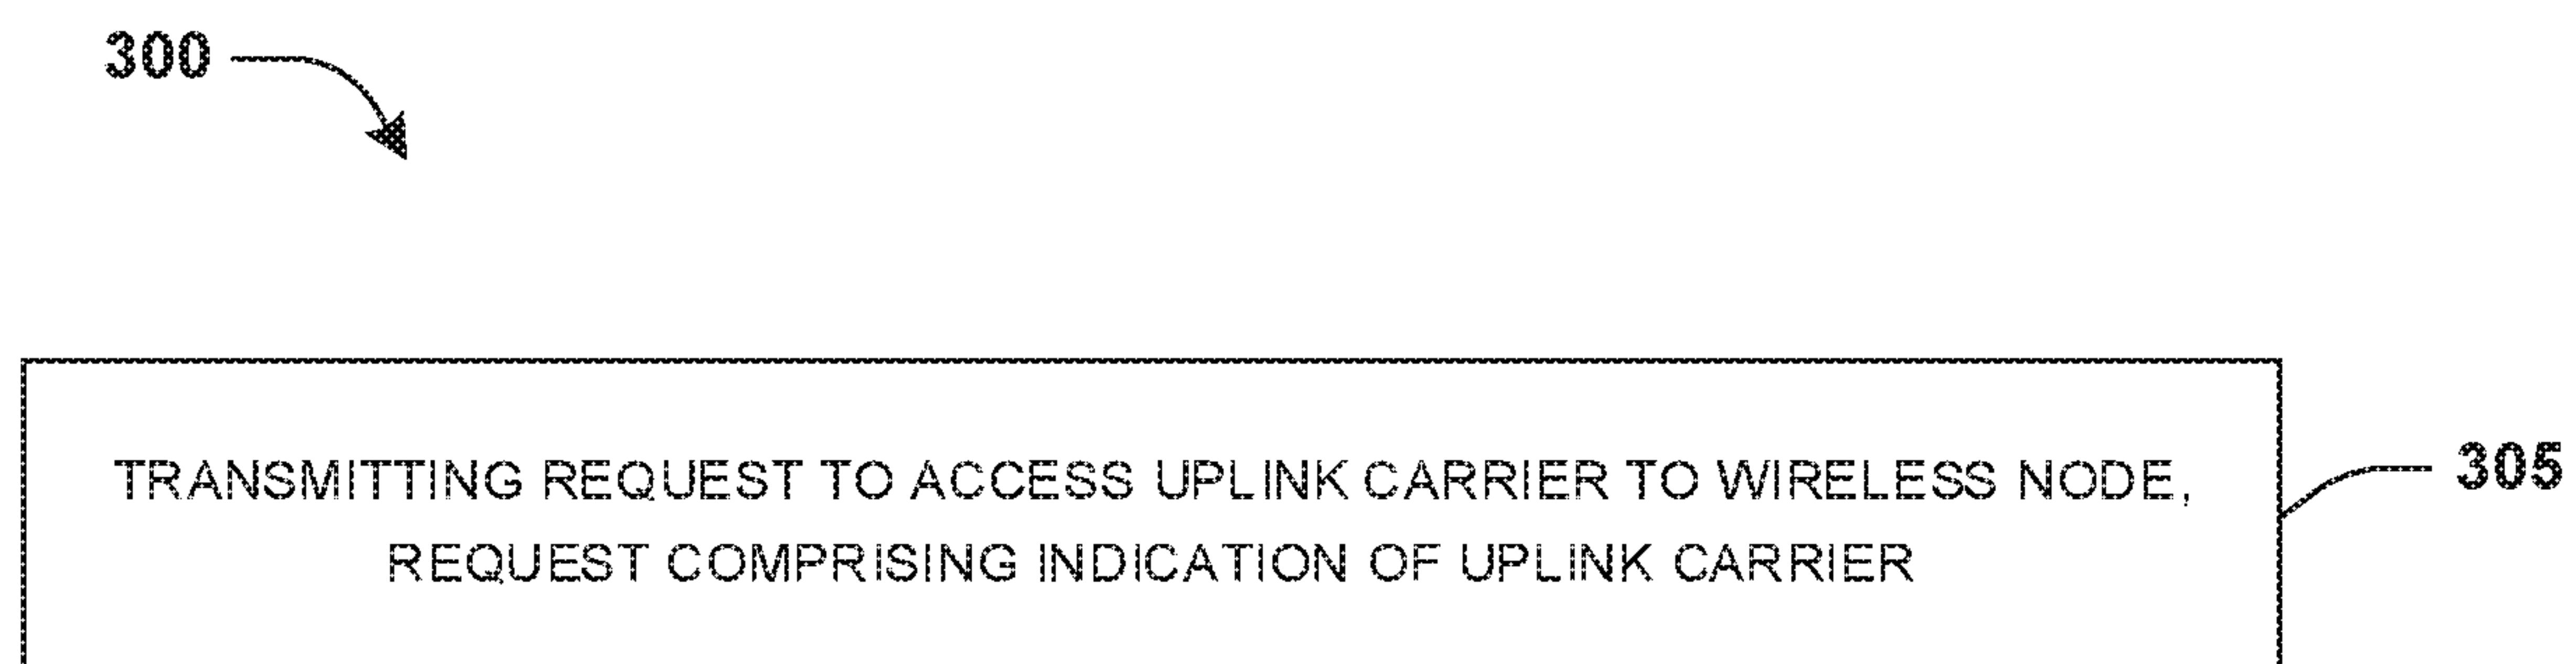 300
TRANSMITTING REQUEST TO ACCESS UPLINK CARRIER TO WIRELESS NODE,
REQUEST COMPRISING INDICATION OF UPLINK CARRIER
305